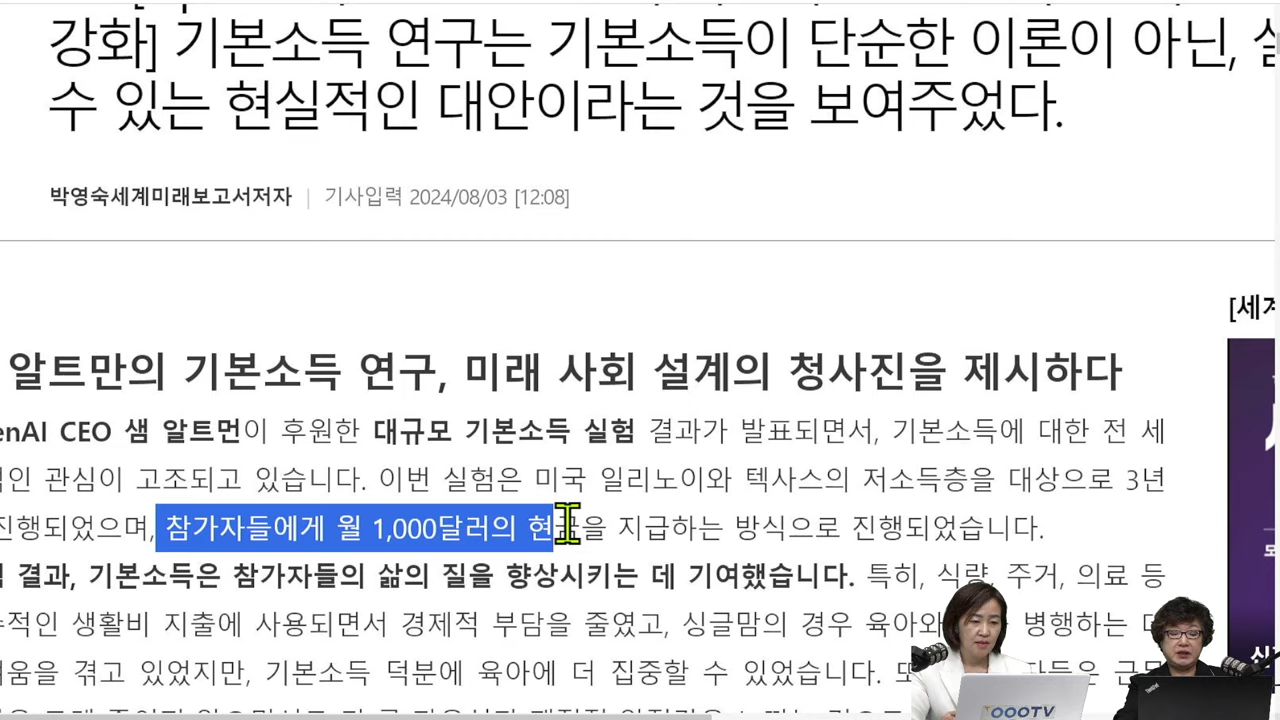 강화] 기본소득 연구는 기본소득이 단순한 이론이 아닌,
수 있는 현실적인 대안이라는 것을 보여주었다.
박영숙세계미래보고서저자 | 기사입력 2024/08/03 [12:08]
[세계
알트만의 기본소득 연구, 미래 사회 설계의 청사진을 제시하다
enAI CEO 샘 알트먼이 후원한 대규모 기본소득 실험 결과가 발표되면서, 기본소득에 대한 전 세
적인 관심이 고조되고 있습니다. 이번 실험은 미국 일리노이와 텍사스의 저소득층을 대상으로 3년
진행되었으며, 참가자들에게 월 1,000달러의 현금을 지급하는 방식으로 진행되었습니다.
결과, 기본소득은 참가자들의 삶의 질을 향상시키는 데 기여했습니다. 특히, 식량, 주거, 의료 등
적인 생활비 지출에 사용되면서 경제적 부담을 줄였고, 싱글맘의 경우 육아와 병행하는 데
움을 겪고 있었지만, 기본소득 덕분에 육아에 더 집중할 수 있었습니다.
OOOTV
ThinkPad